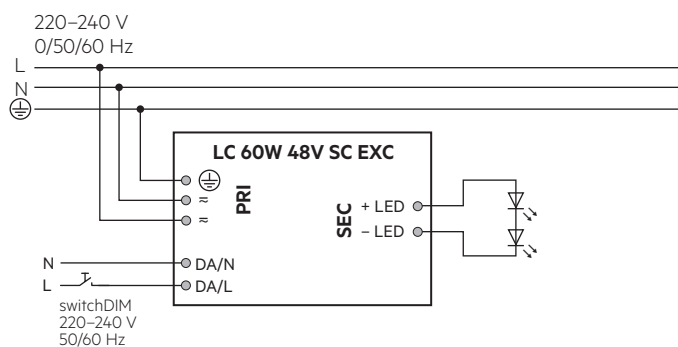 220–240 V
0/50/60 Hz
L
N
LC 60W 48V SC EXC
PRI
≂
≂
SEC
+ LED
– LED
N
DA/N
L
DA/L
switchDIM
220–240 V
50/60 Hz